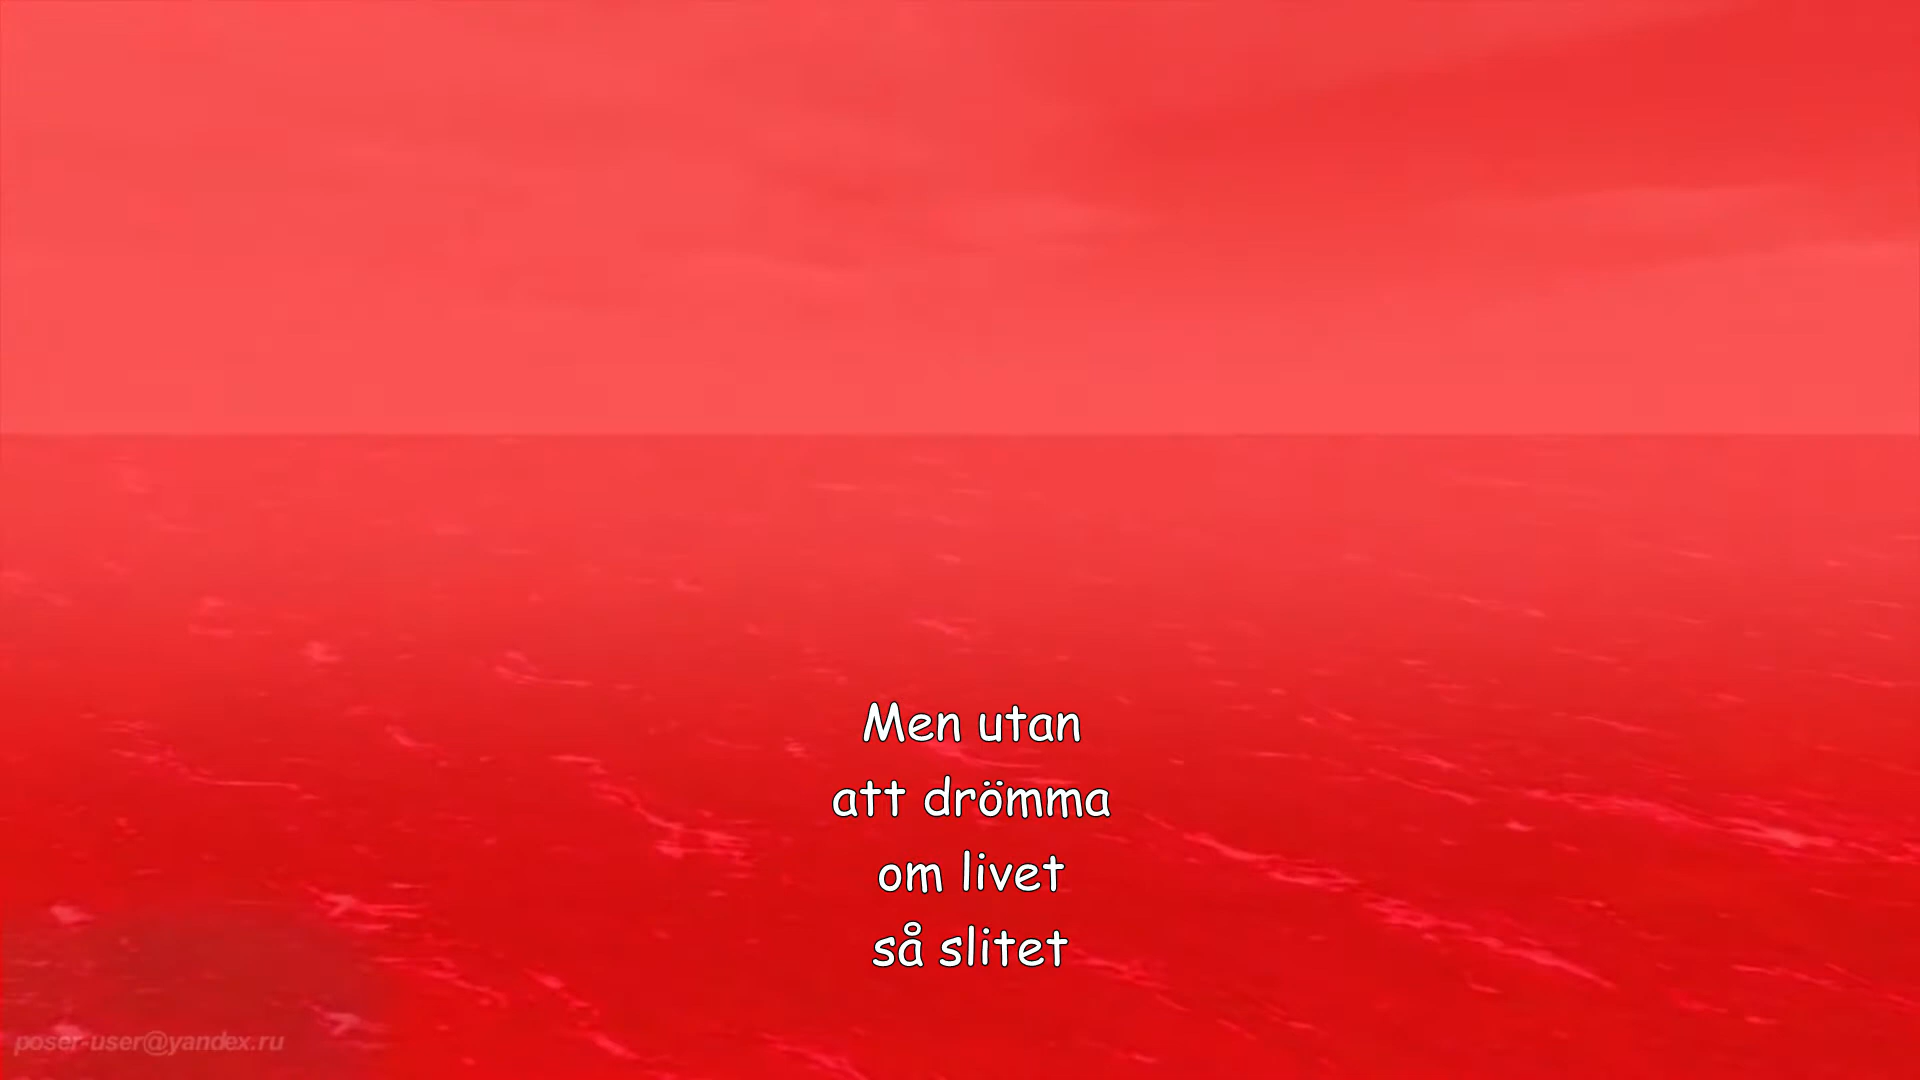 Men utan
att drömma
om livet
så slitet
poser-user@yandex.ru